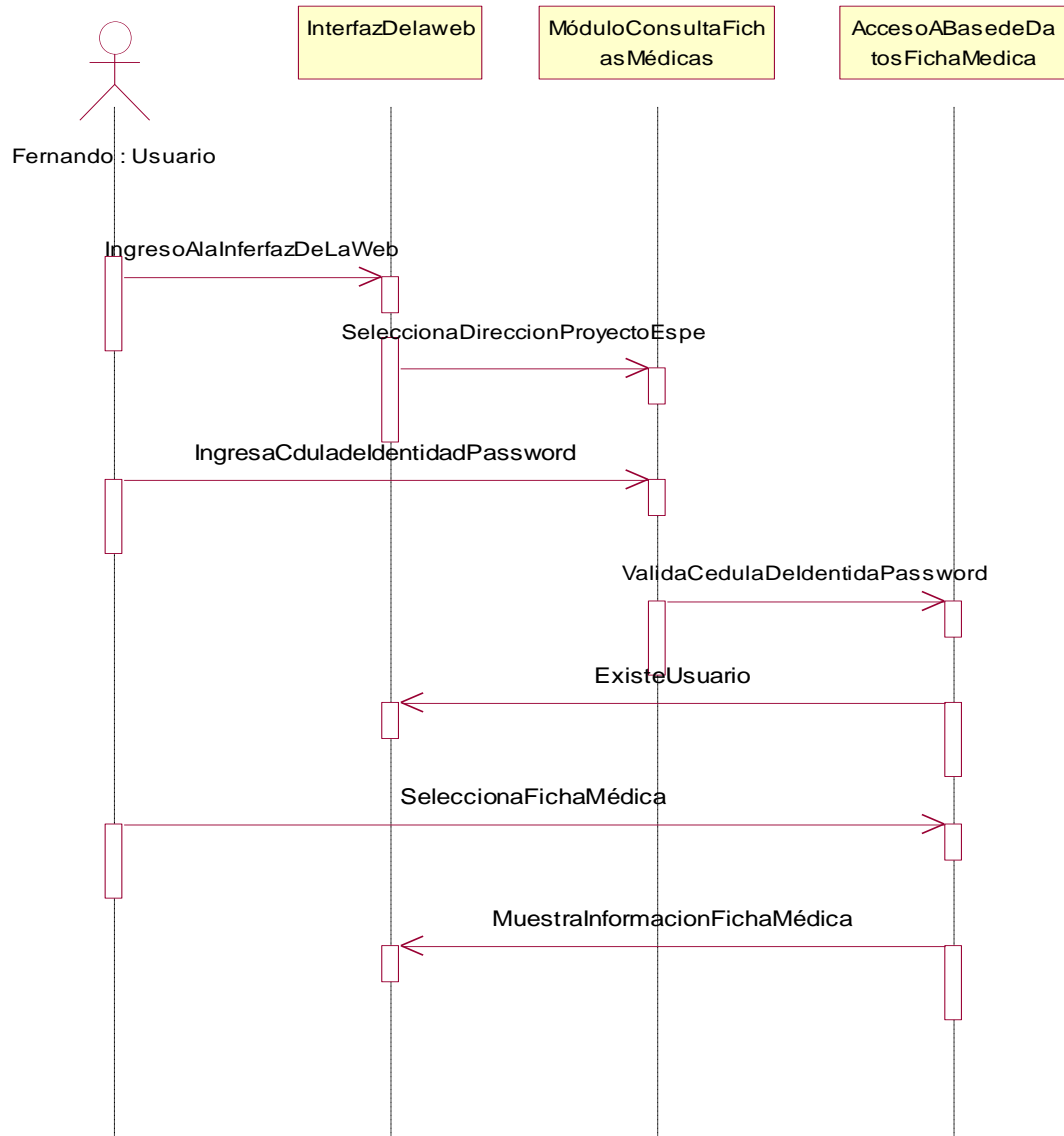 InterfazDelaweb
MóduloConsultaFich
asMédicas
AccesoABasedeDa
tosFichaMedica
Fernando : Usuario
IngresoAlaInferfazDeLaWeb
SeleccionaDireccionProyectoEspe
IngresaCduladeIdentidadPassword
ValidaCedulaDeIdentidaPassword
ExisteUsuario
SeleccionaFichaMédica
MuestraInformacionFichaMédica